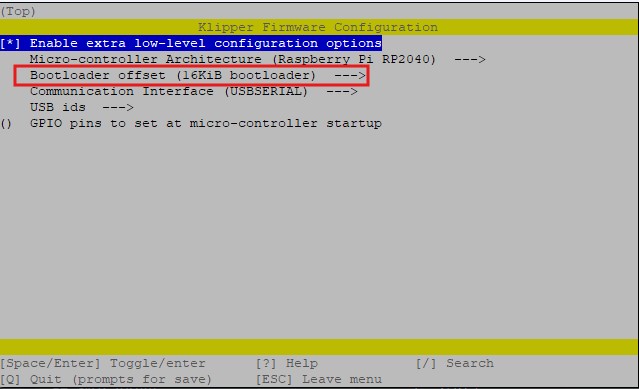 (Top)
Klipper Firmware Configuration
[*] Enable extra low-level configuration options
Micro-controller Architecture (Raspberry Pi RP2040)  --->
Bootloader offset (16KiB bootloader)  --->
Communication Interface (USBSERIAL)  --->
USB ids  --->
()  GPIO pins to set at micro-controller startup
[Space/Enter] Toggle/enter  [?] Help  [/] Search
[Q] Quit (prompts for save)  [ESC] Leave menu